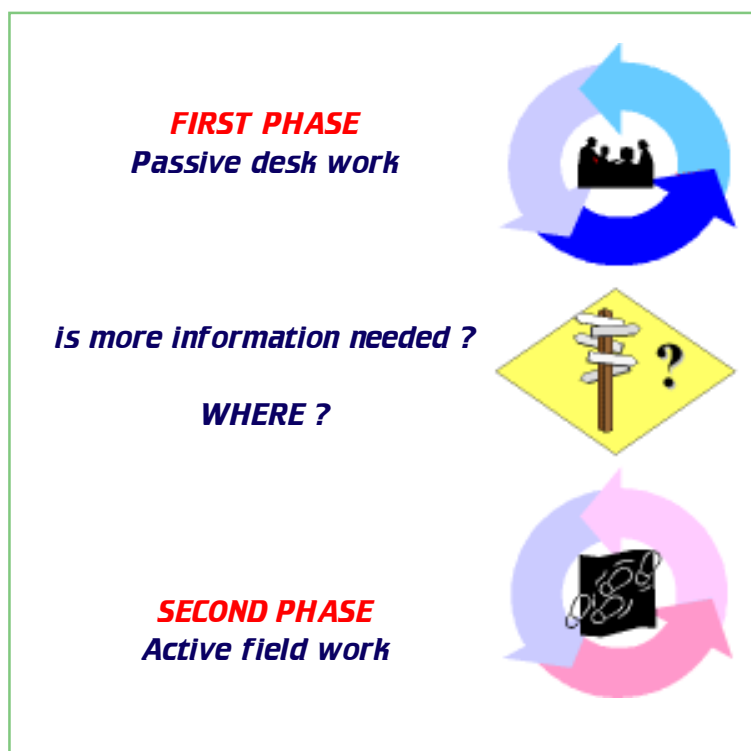 FIRST PHASE
Passive desk work
is more information needed ?
?
WHERE ?
SECOND PHASE
Active field work